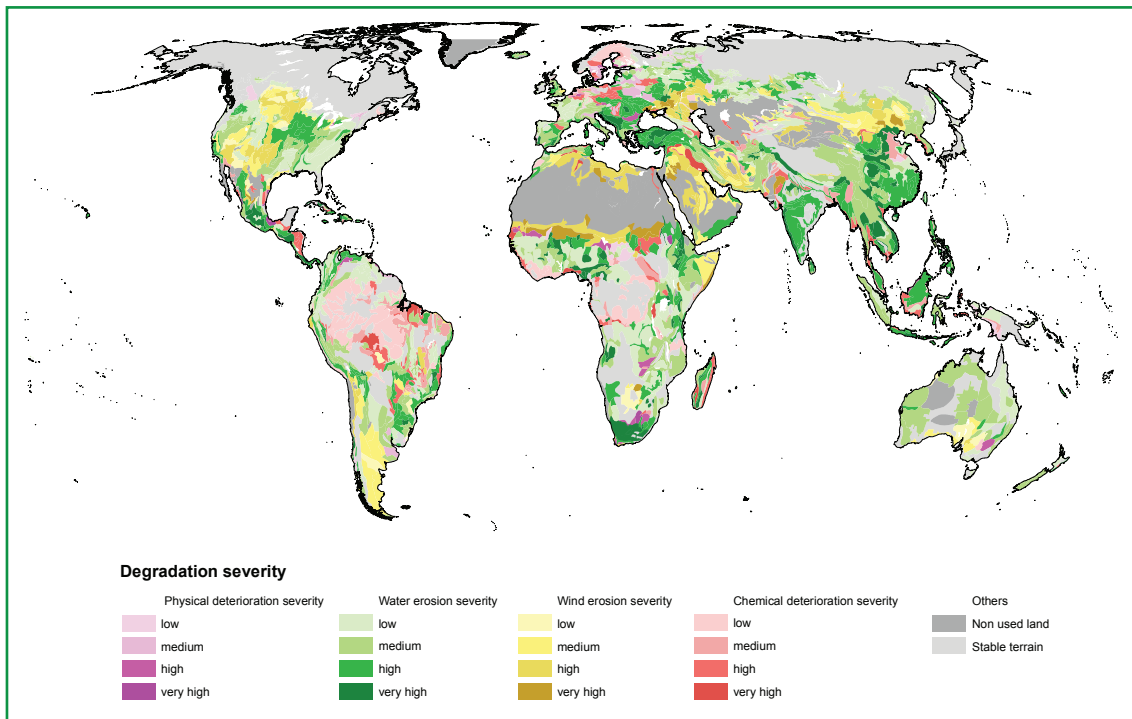 Degradation severity
Physical deterioration severity
low
medium
high
very high
Water erosion severity
low
medium
high
very high
Wind erosion severity
low
medium
high
very high
Chemical deterioration severity
low
medium
high
very high
Others
Non used land
Stable terrain